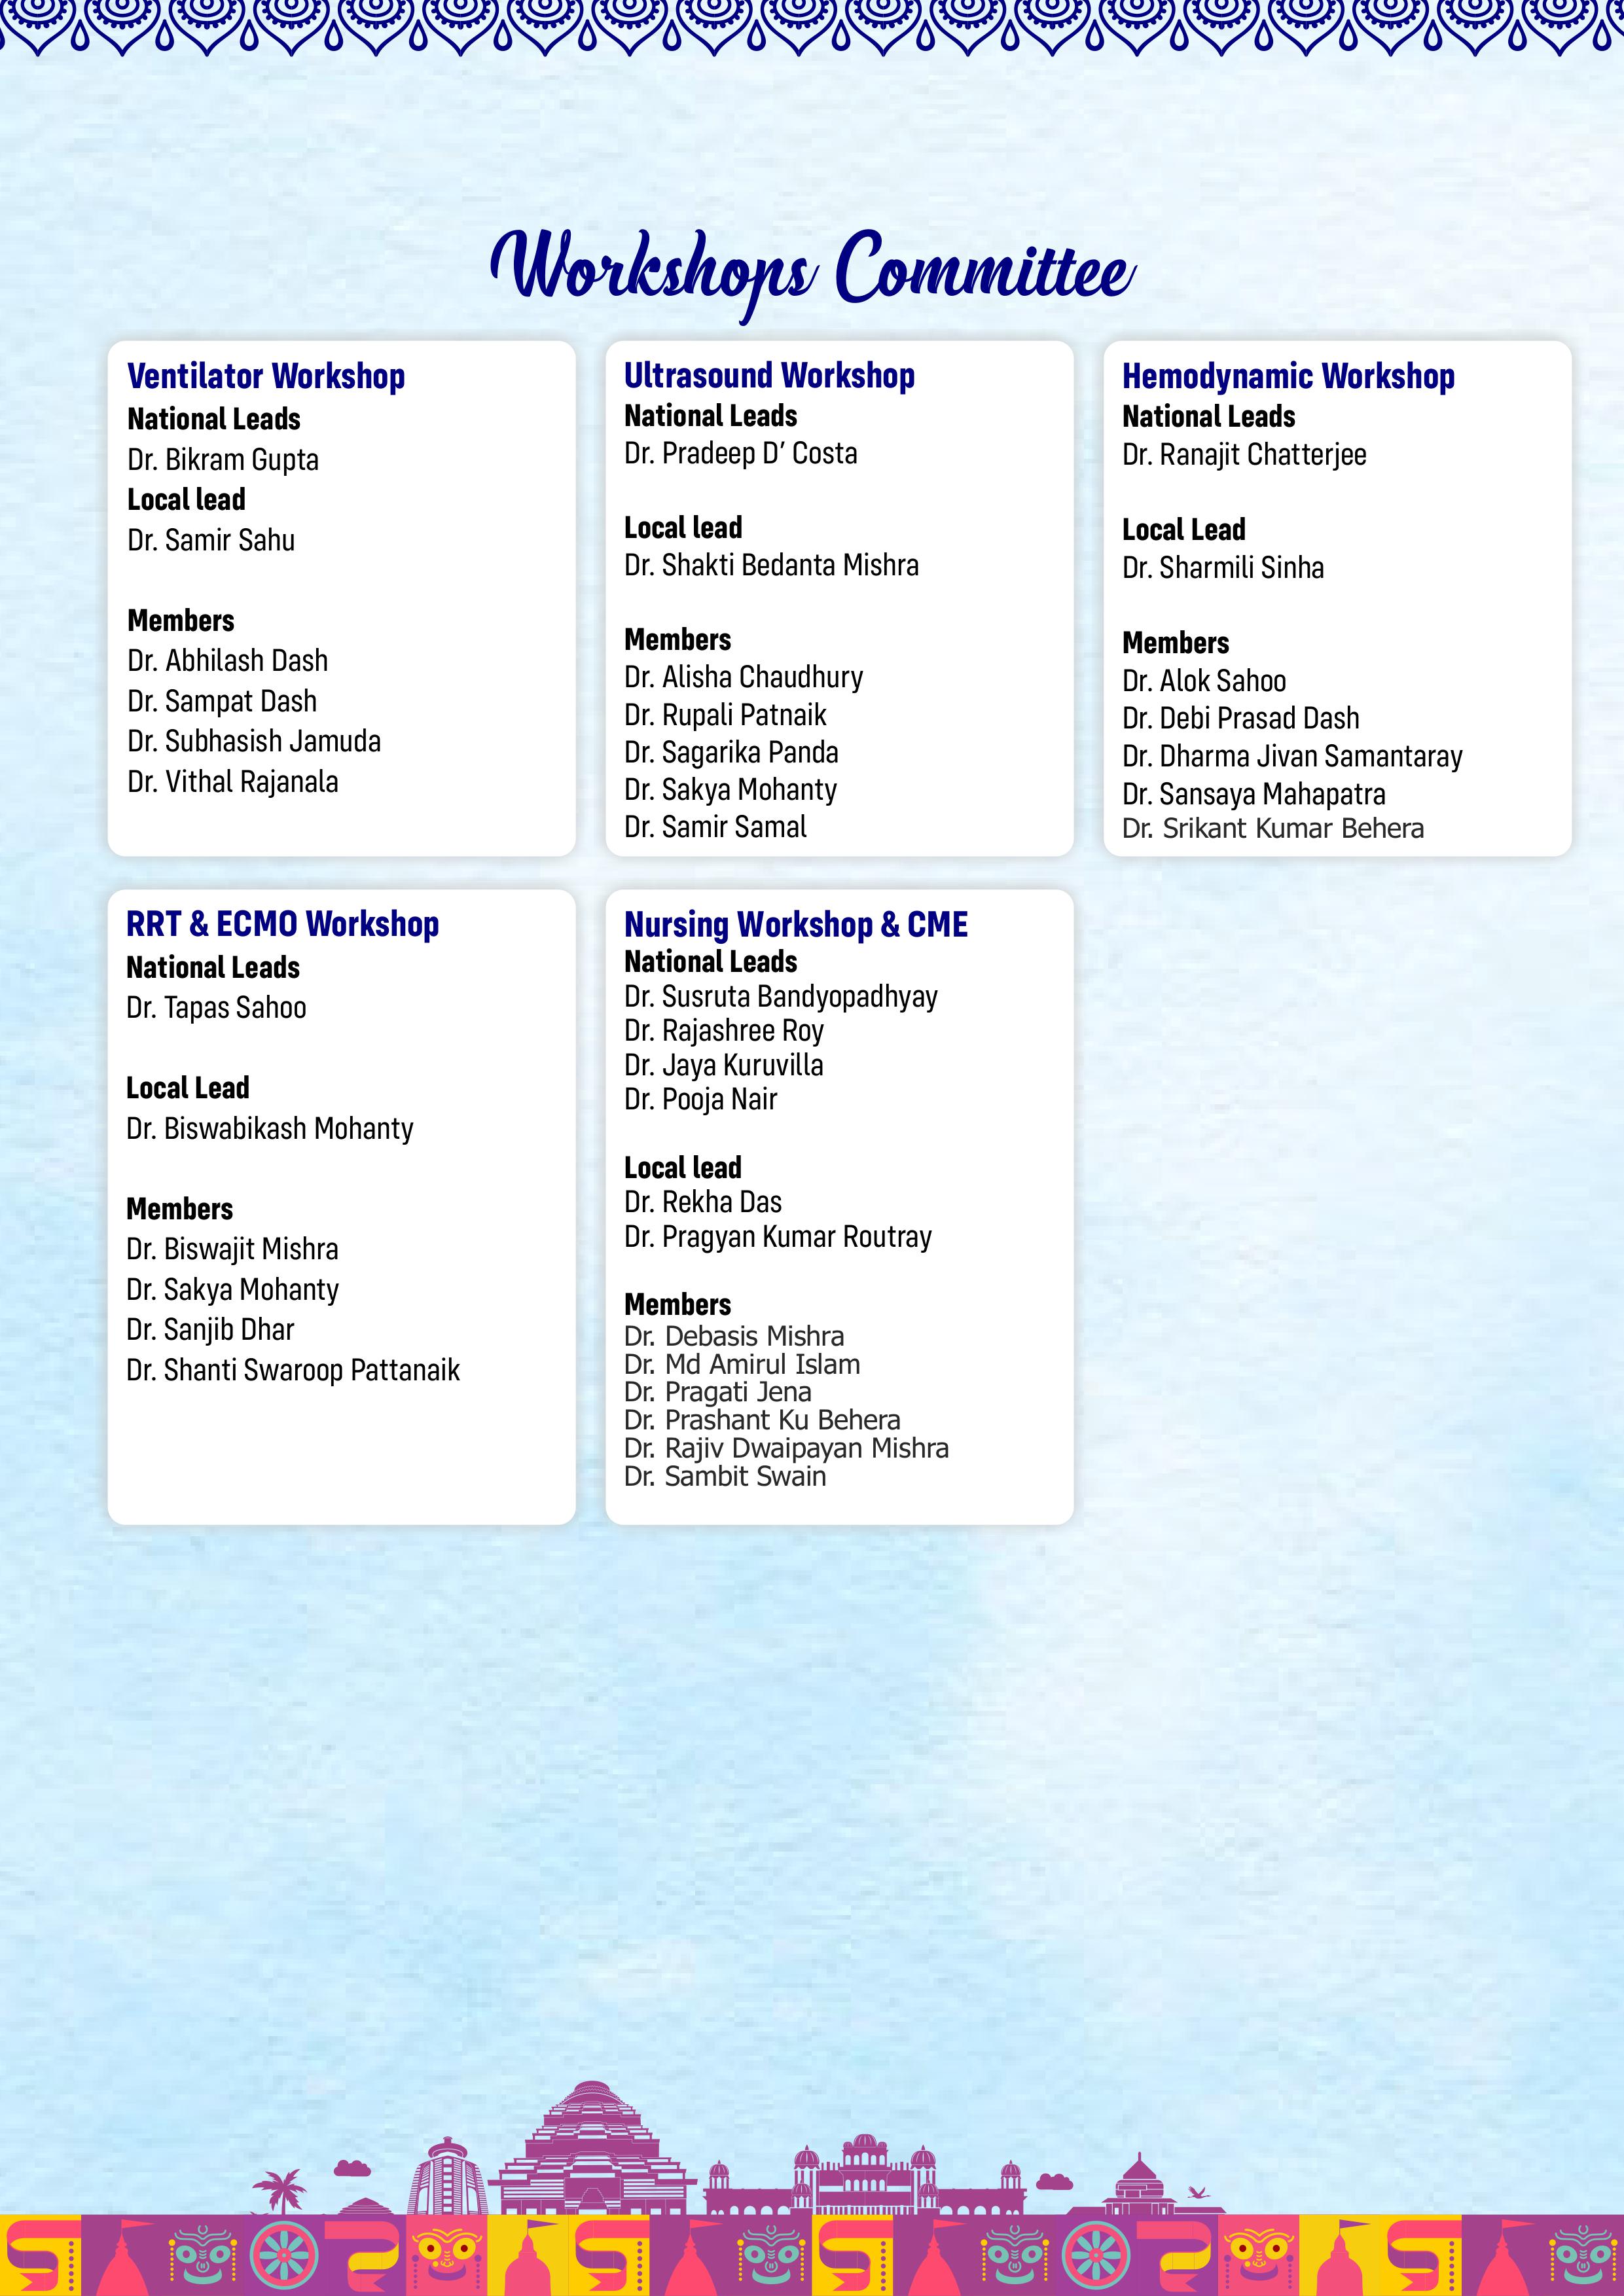 Workshops Committee
Ventilator Workshop
National Leads
Dr. Bikram Gupta
Local lead
Dr. Samir Sahu
Members
Dr. Abhilash Dash
Dr. Sampat Dash
Dr. Subhasish Jamuda
Dr. Vithal Rajanala
Ultrasound Workshop
National Leads
Dr. Pradeep D’ Costa
Local lead
Dr. Shakti Bedanta Mishra
Members
Dr. Alisha Chaudhury
Dr. Rupali Patnaik
Dr. Sagarika Panda
Dr. Sakya Mohanty
Dr. Samir Samal
Hemodynamic Workshop
National Leads
Dr. Ranajit Chatterjee
Local Lead
Dr. Sharmili Sinha
Members
Dr. Alok Sahoo
Dr. Debi Prasad Dash
Dr. Dharma Jivan Samantaray
Dr. Sansaya Mahapatra
Dr. Srikant Kumar Behera
RRT & ECMO Workshop
National Leads
Dr. Tapas Sahoo
Local Lead
Dr. Biswabikash Mohanty
Members
Dr. Biswajit Mishra
Dr. Sakya Mohanty
Dr. Sanjib Dhar
Dr. Shanti Swaroop Pattanaik
Nursing Workshop & CME
National Leads
Dr. Susruta Bandyopadhyay
Dr. Rajashree Roy
Dr. Jaya Kuruvilla
Dr. Pooja Nair
Local lead
Dr. Rekha Das
Dr. Pragyan Kumar Routray
Members
Dr. Debasis Mishra
Dr. Md Amirul Islam
Dr. Pragati Jena
Dr. Prashant Ku Behera
Dr. Rajiv Dwaipayan Mishra
Dr. Sambit Swain